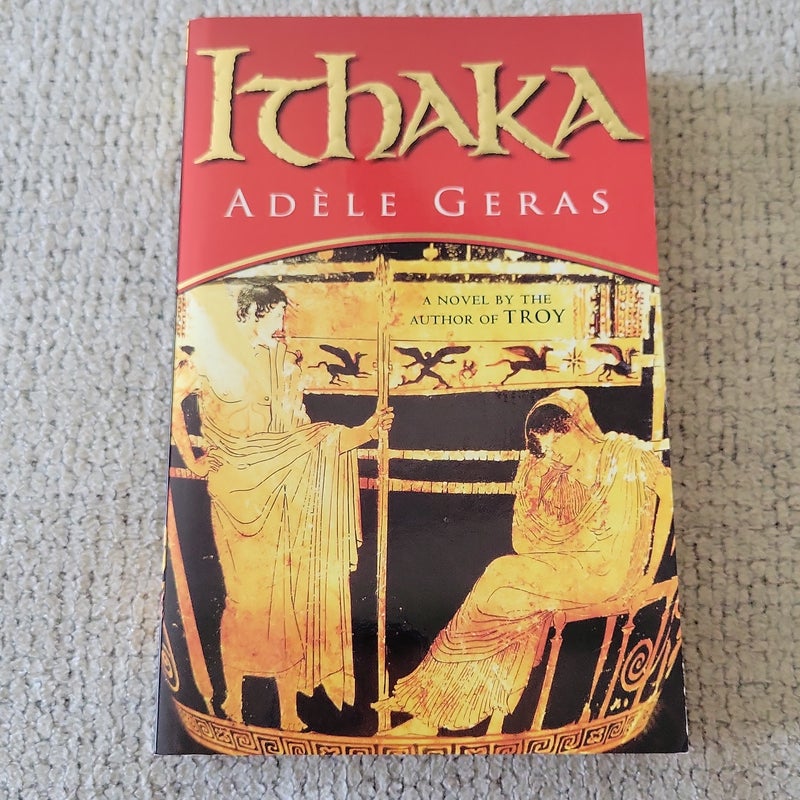 ITHAKA
ADÈLE GERAS
A NOVEL BY THE
AUTHOR OF TROY